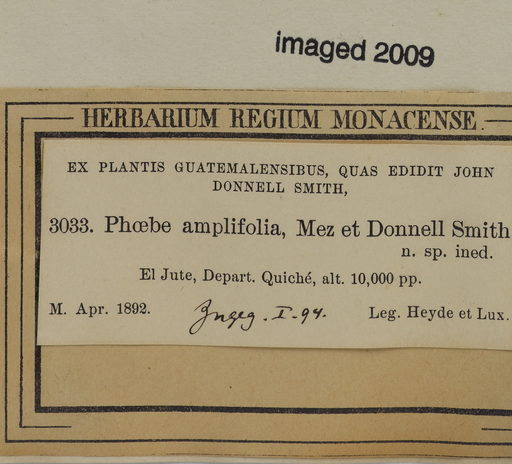 imaged 2009
HERBARIUM REGIUM MONACENSE.
EX PLANTIS GUATEMALENSIBUS, QUAS EDIDIT JOHN
DONNELL SMITH,
3033. Phœbe amplifolia, Mez et Donnell Smith
n. sp. ined.
El Jute, Depart. Quiché, alt. 10,000 pp.
M. Apr. 1892. Zngeg. I-94. Leg. Heyde et Lux.